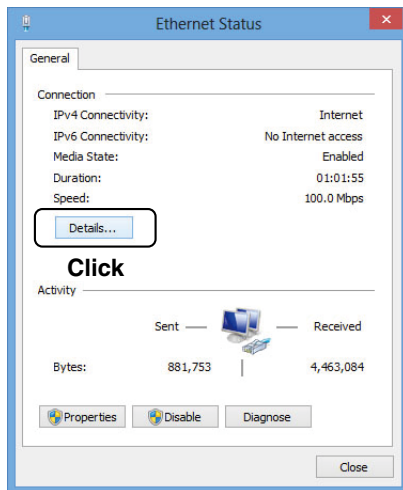 Ethernet Status
General
Connection
IPv4 Connectivity: Internet
IPv6 Connectivity: No Internet access
Media State: Enabled
Duration: 01:01:55
Speed: 100.0 Mbps
Details...
Click
Activity
Sent Received
Bytes: 881,753 4,463,084
Properties Disable Diagnose
Close